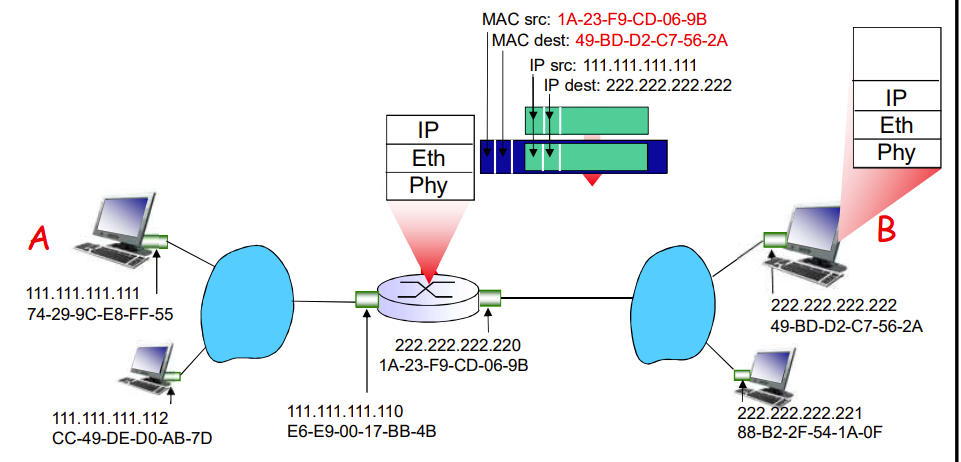 MAC src: 1A-23-F9-CD-06-9B
MAC dest: 49-BD-D2-C7-56-2A
IP src: 111.111.111.111
IP dest: 222.222.222.222
IP
Eth
Phy
IP
Eth
Phy
A
B
111.111.111.111
74-29-9C-E8-FF-55
222.222.222.222
49-BD-D2-C7-56-2A
222.222.222.220
1A-23-F9-CD-06-9B
111.111.111.112
CC-49-DE-D0-AB-7D
111.111.111.110
E6-E9-00-17-BB-4B
222.222.222.221
88-B2-2F-54-1A-0F